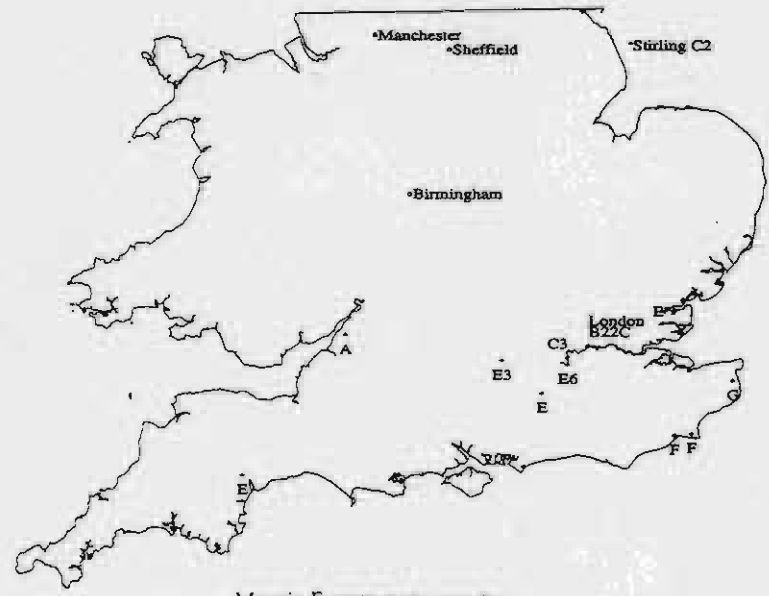 Manchester
Sheffield
Stirling C2
Birmingham
E
London
B22C
C3
A
E3
E6
E
G
F F
E